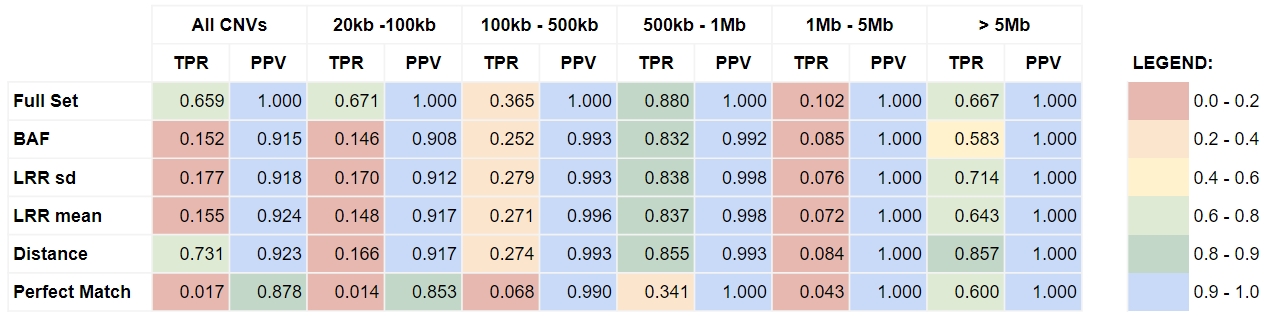 All CNVs 20kb -100kb 100kb - 500kb 500kb - 1Mb 1Mb - 5Mb > 5Mb
TPR PPV TPR PPV TPR PPV TPR PPV TPR PPV TPR PPV LEGEND:
Full Set 0.659 1.000 0.671 1.000 0.365 1.000 0.880 1.000 0.102 1.000 0.667 1.000 0.0 - 0.2
BAF 0.152 0.915 0.146 0.908 0.252 0.993 0.832 0.992 0.085 1.000 0.583 1.000 0.2 - 0.4
LRR sd 0.177 0.918 0.170 0.912 0.279 0.993 0.838 0.998 0.076 1.000 0.714 1.000 0.4 - 0.6
LRR mean 0.155 0.924 0.148 0.917 0.271 0.996 0.837 0.998 0.072 1.000 0.643 1.000 0.6 - 0.8
Distance 0.731 0.923 0.166 0.917 0.274 0.993 0.855 0.993 0.084 1.000 0.857 1.000 0.8 - 0.9
Perfect Match 0.017 0.878 0.014 0.853 0.068 0.990 0.341 1.000 0.043 1.000 0.600 1.000 0.9 - 1.0